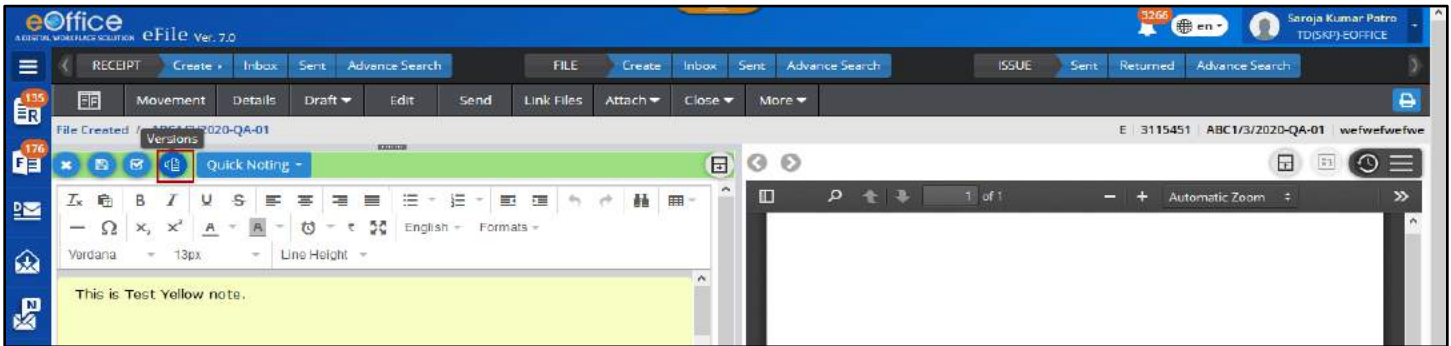 eOffice
A DIGITAL WORKPLACE SOLUTION eFile Ver. 7.0
3266
en
Saroja Kumar Patro
TD(SKP)-EOFFICE
RECEIPT Create Inbox Sent Advance Search FILE Create Inbox Sent Advance Search ISSUE Sent Returned Advance Search
135
R
Movement Details Draft Edit Send Link Files Attach Close More
File Created / ABC1/3/2020-QA-01 E 3115451 ABC1/3/2020-QA-01 wefwefwefwe
Versions
176
F
Quick Noting
B I U S
1 of 1 Automatic Zoom
D
Ω x, x² A A ₹ English Formats
Verdana 13px Line Height
This is Test Yellow note.
N